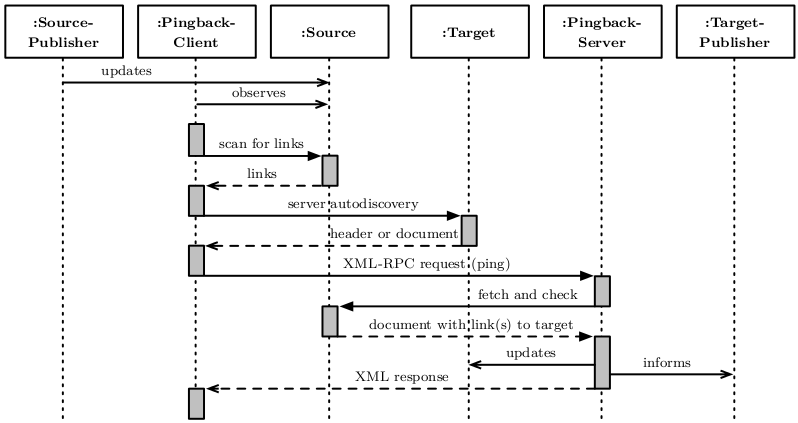 :Source-
Publisher
:Pingback-
Client
:Source
:Target
:Pingback-
Server
:Target-
Publisher
updates
observes
scan for links
links
server autodiscovery
header or document
XML-RPC request (ping)
fetch and check
document with link(s) to target
updates
informs
XML response